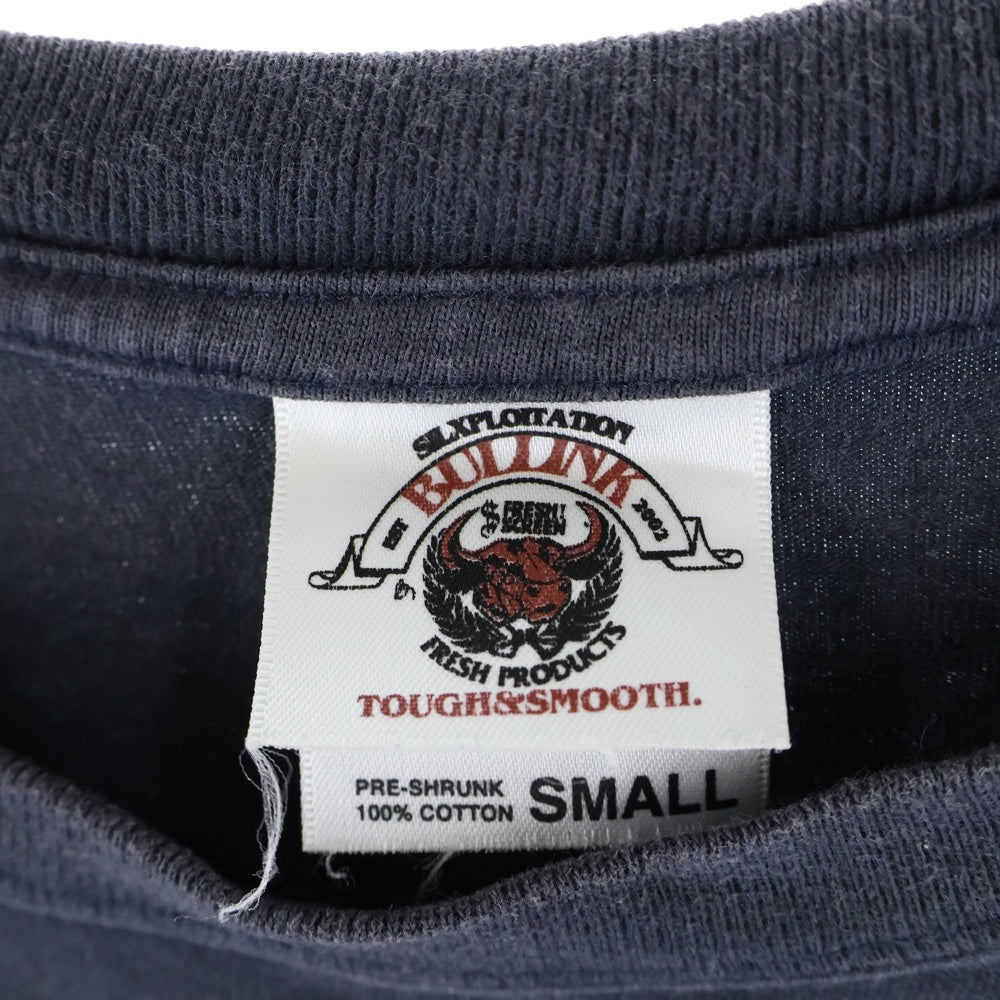 SILXPLOITATION
BULLINK
EST 2002
$ FRESH!
SCREEN
FRESH PRODUCTS
TOUGH&SMOOTH.
PRE-SHRUNK
100% COTTON
SMALL